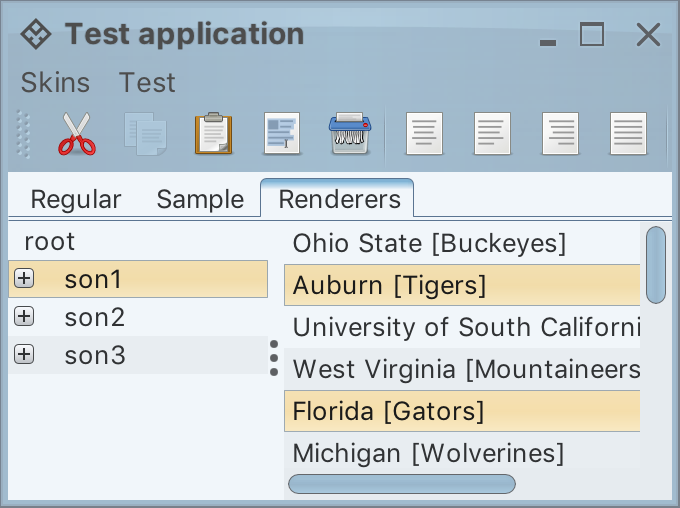 Test application
Skins Test
Regular Sample Renderers
root
son1
son2
son3
Ohio State [Buckeyes]
Auburn [Tigers]
University of South Californi
West Virginia [Mountaineers
Florida [Gators]
Michigan [Wolverines]